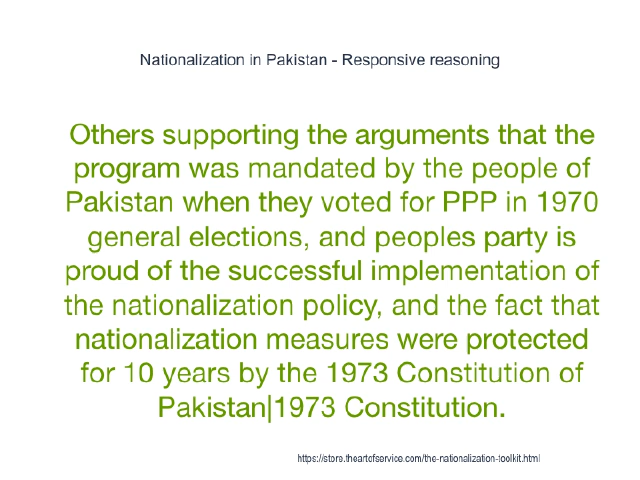 Nationalization in Pakistan - Responsive reasoning
Others supporting the arguments that the
program was mandated by the people of
Pakistan when they voted for PPP in 1970
general elections, and peoples party is
proud of the successful implementation of
the nationalization policy, and the fact that
nationalization measures were protected
for 10 years by the 1973 Constitution of
Pakistan|1973 Constitution.
https://store.theartofservice.com/the-nationalization-toolkit.html